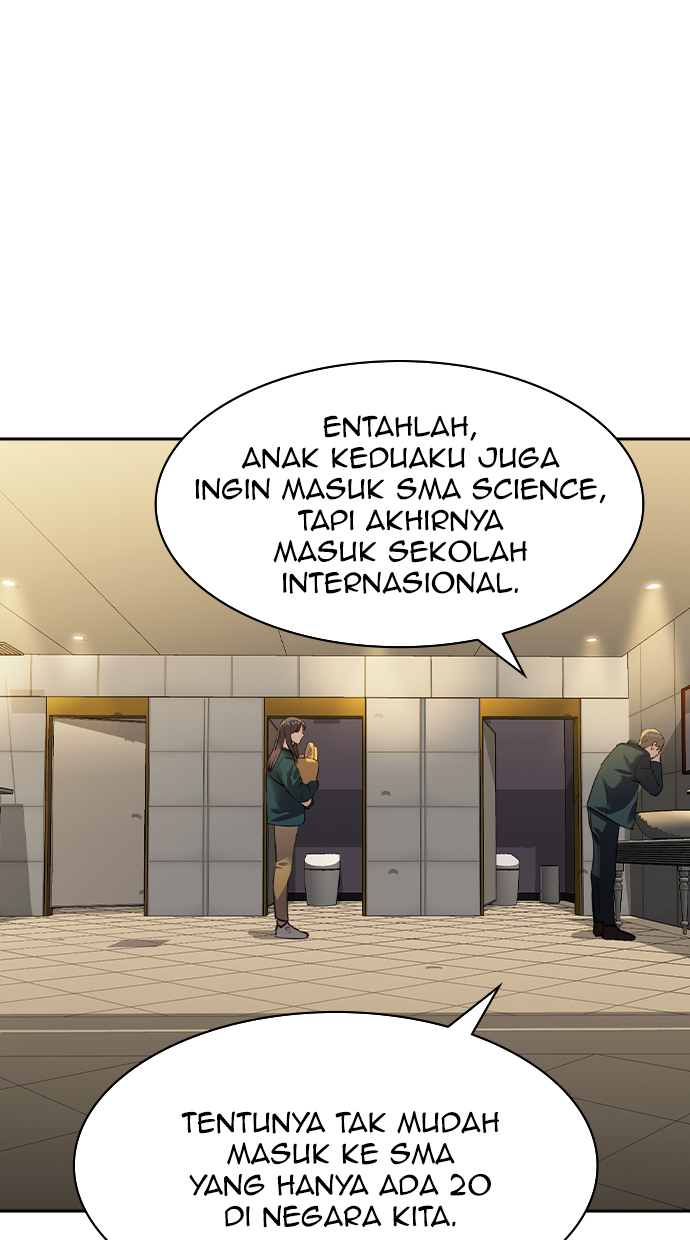 ENTAHLAH,
ANAK KEDUAKU JUGA
INGIN MASUK SMA SCIENCE,
TAPI AKHIRNYA
MASUK SEKOLAH
INTERNASIONAL.
TENTUNYA TAK MUDAH
MASUK KE SMA
YANG HANYA ADA 20
DI NEGARA KITA.